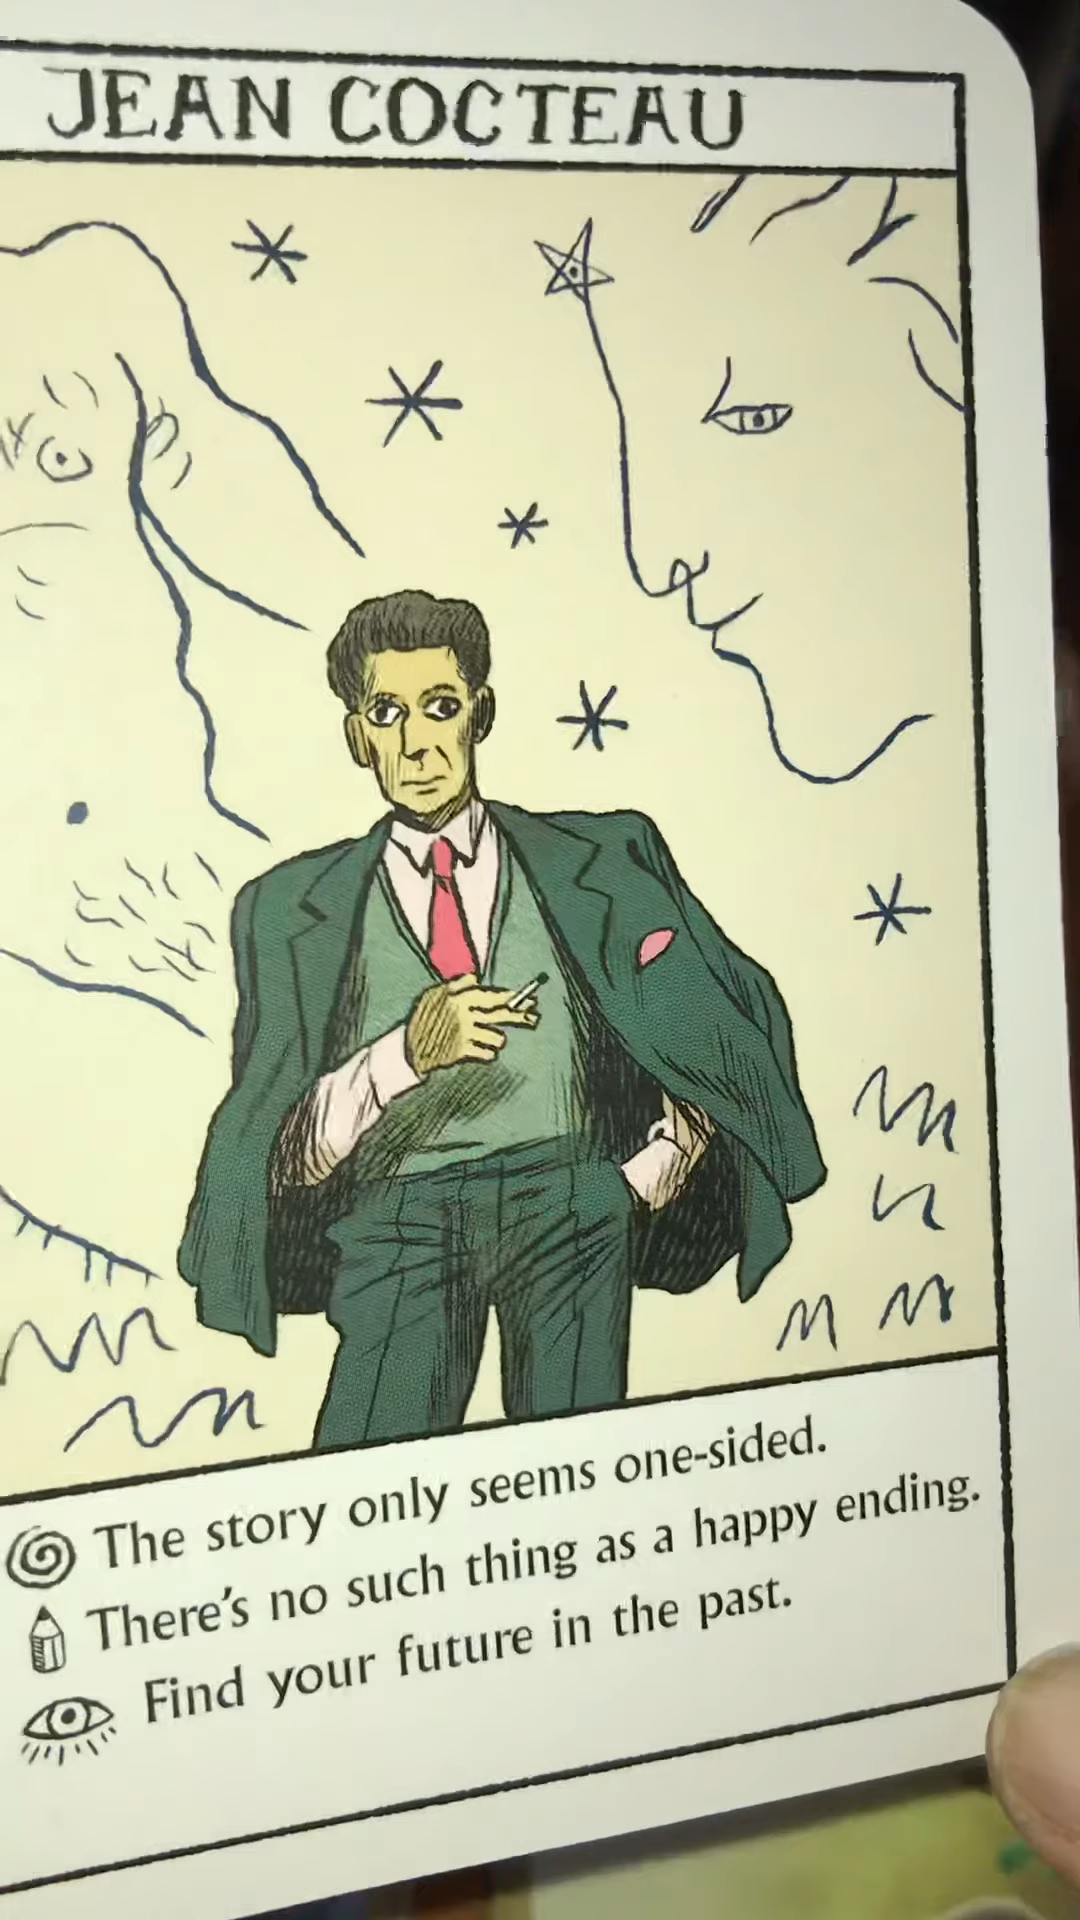 JEAN COCTEAU
The story only seems one-sided.
There's no such thing as a happy ending.
Find your future in the past.